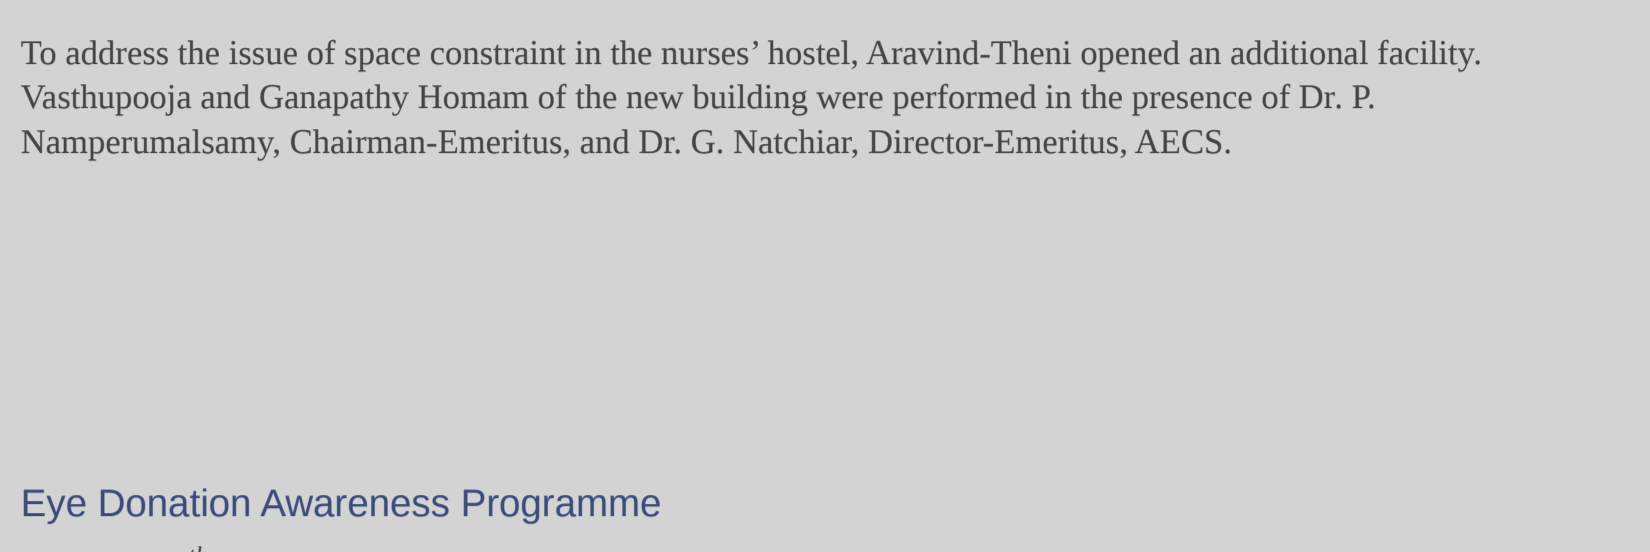 To address the issue of space constraint in the nurses’ hostel, Aravind-Theni opened an additional facility.
Vasthupooja and Ganapathy Homam of the new building were performed in the presence of Dr. P.
Namperumalsamy, Chairman-Emeritus, and Dr. G. Natchiar, Director-Emeritus, AECS.
Eye Donation Awareness Programme